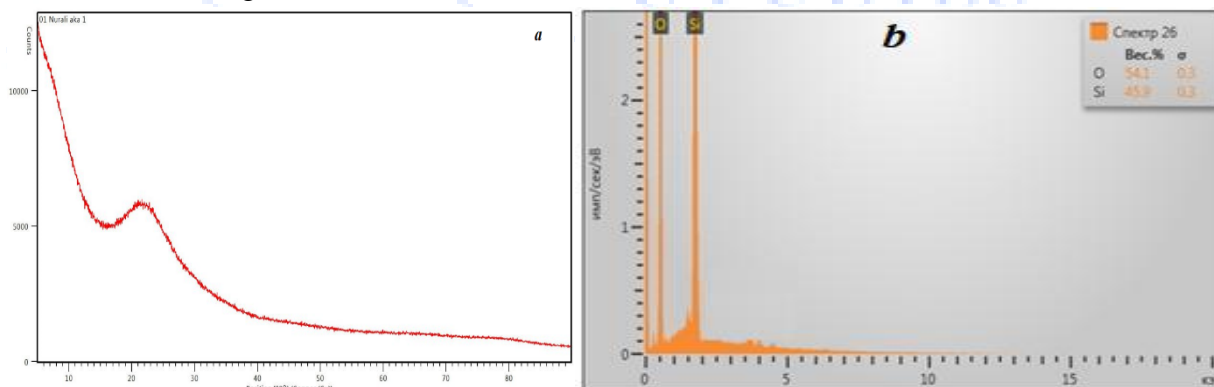 01 Nurali aka 1
Counts
a
10000
5000
0
10 20 30 40 50 60 70 80
b
O Si
Спектр 26
Вес.% σ
O 54.1 0.3
Si 45.9 0.3
имп/сек/эВ
2
1
0
0 5 10 15